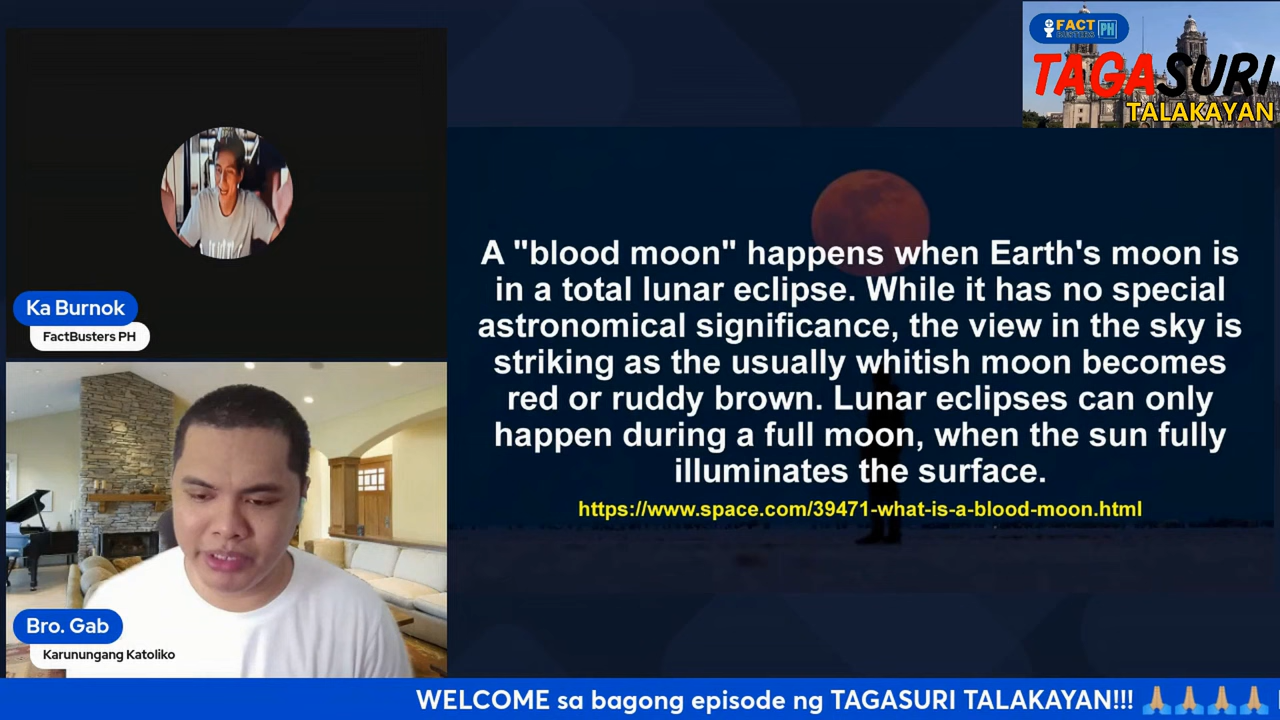 FACT
BUSTERS
PH
TAGASURI
TALAKAYAN
A "blood moon" happens when Earth's moon is
in a total lunar eclipse. While it has no special
astronomical significance, the view in the sky is
striking as the usually whitish moon becomes
red or ruddy brown. Lunar eclipses can only
happen during a full moon, when the sun fully
illuminates the surface.
https://www.space.com/39471-what-is-a-blood-moon.html
Ka Burnok
FactBusters PH
Bro. Gab
Karunungang Katoliko
WELCOME sa bagong episode ng TAGASURI TALAKAYAN!!! 🙏🏽 🙏🏽 🙏🏽 🙏🏽